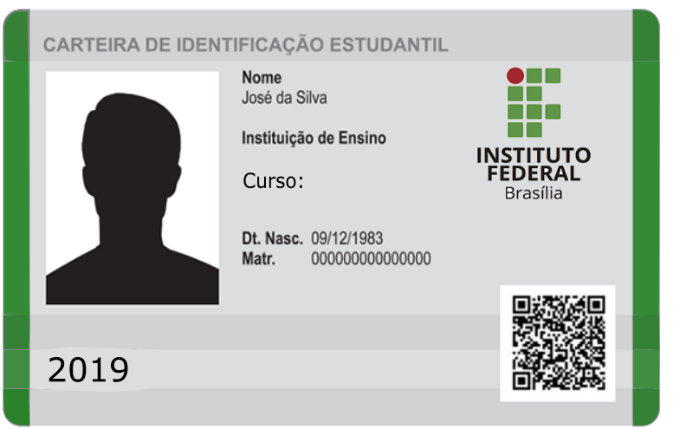 CARTEIRA DE IDENTIFICAÇÃO ESTUDANTIL
Nome
José da Silva
Instituição de Ensino
Curso:
Dt. Nasc. 09/12/1983
Matr. 000000000000000
INSTITUTO
FEDERAL
Brasília
2019